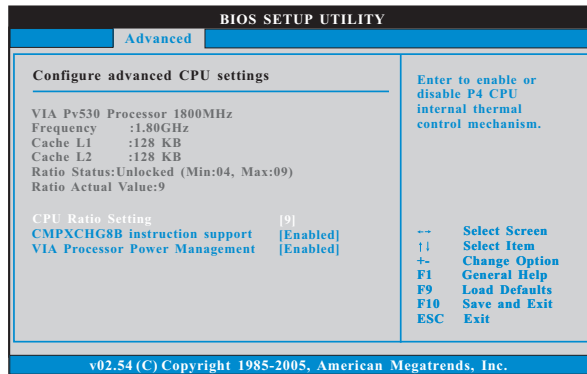 BIOS SETUP UTILITY
Advanced
Configure advanced CPU settings
VIA Pv530 Processor 1800MHz
Frequency :1.80GHz
Cache L1 :128 KB
Cache L2 :128 KB
Ratio Status:Unlocked (Min:04, Max:09)
Ratio Actual Value:9
CPU Ratio Setting [9]
CMPXCHG8B instruction support [Enabled]
VIA Processor Power Management [Enabled]
Enter to enable or
disable P4 CPU
internal thermal
control mechanism.
←→ Select Screen
↑↓ Select Item
+- Change Option
F1 General Help
F9 Load Defaults
F10 Save and Exit
ESC Exit
v02.54 (C) Copyright 1985-2005, American Megatrends, Inc.